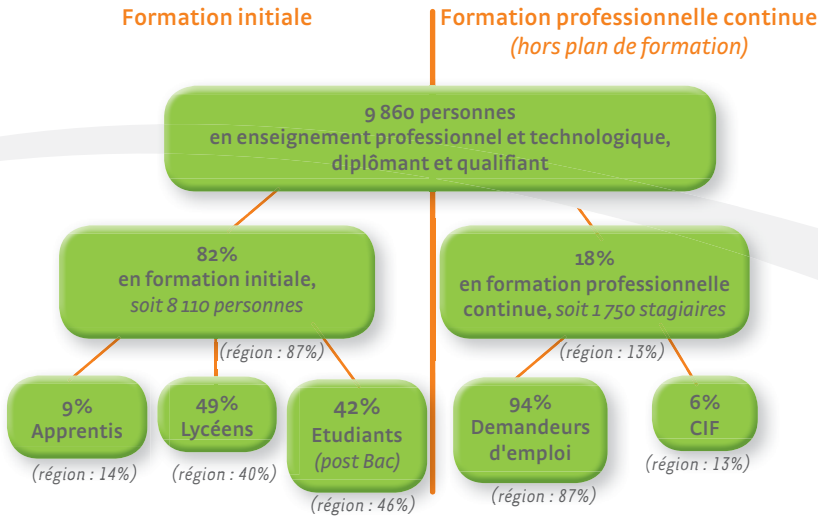 Formation initiale
Formation professionnelle continue
(hors plan de formation)
9 860 personnes
en enseignement professionnel et technologique,
diplômant et qualifiant
82%
en formation initiale,
soit 8 110 personnes
(région : 87%)
18%
en formation professionnelle
continue, soit 1 750 stagiaires
(région : 13%)
9%
Apprentis
(région : 14%)
49%
Lycéens
(région : 40%)
42%
Etudiants
(post Bac)
(région : 46%)
94%
Demandeurs
d'emploi
(région : 87%)
6%
CIF
(région : 13%)